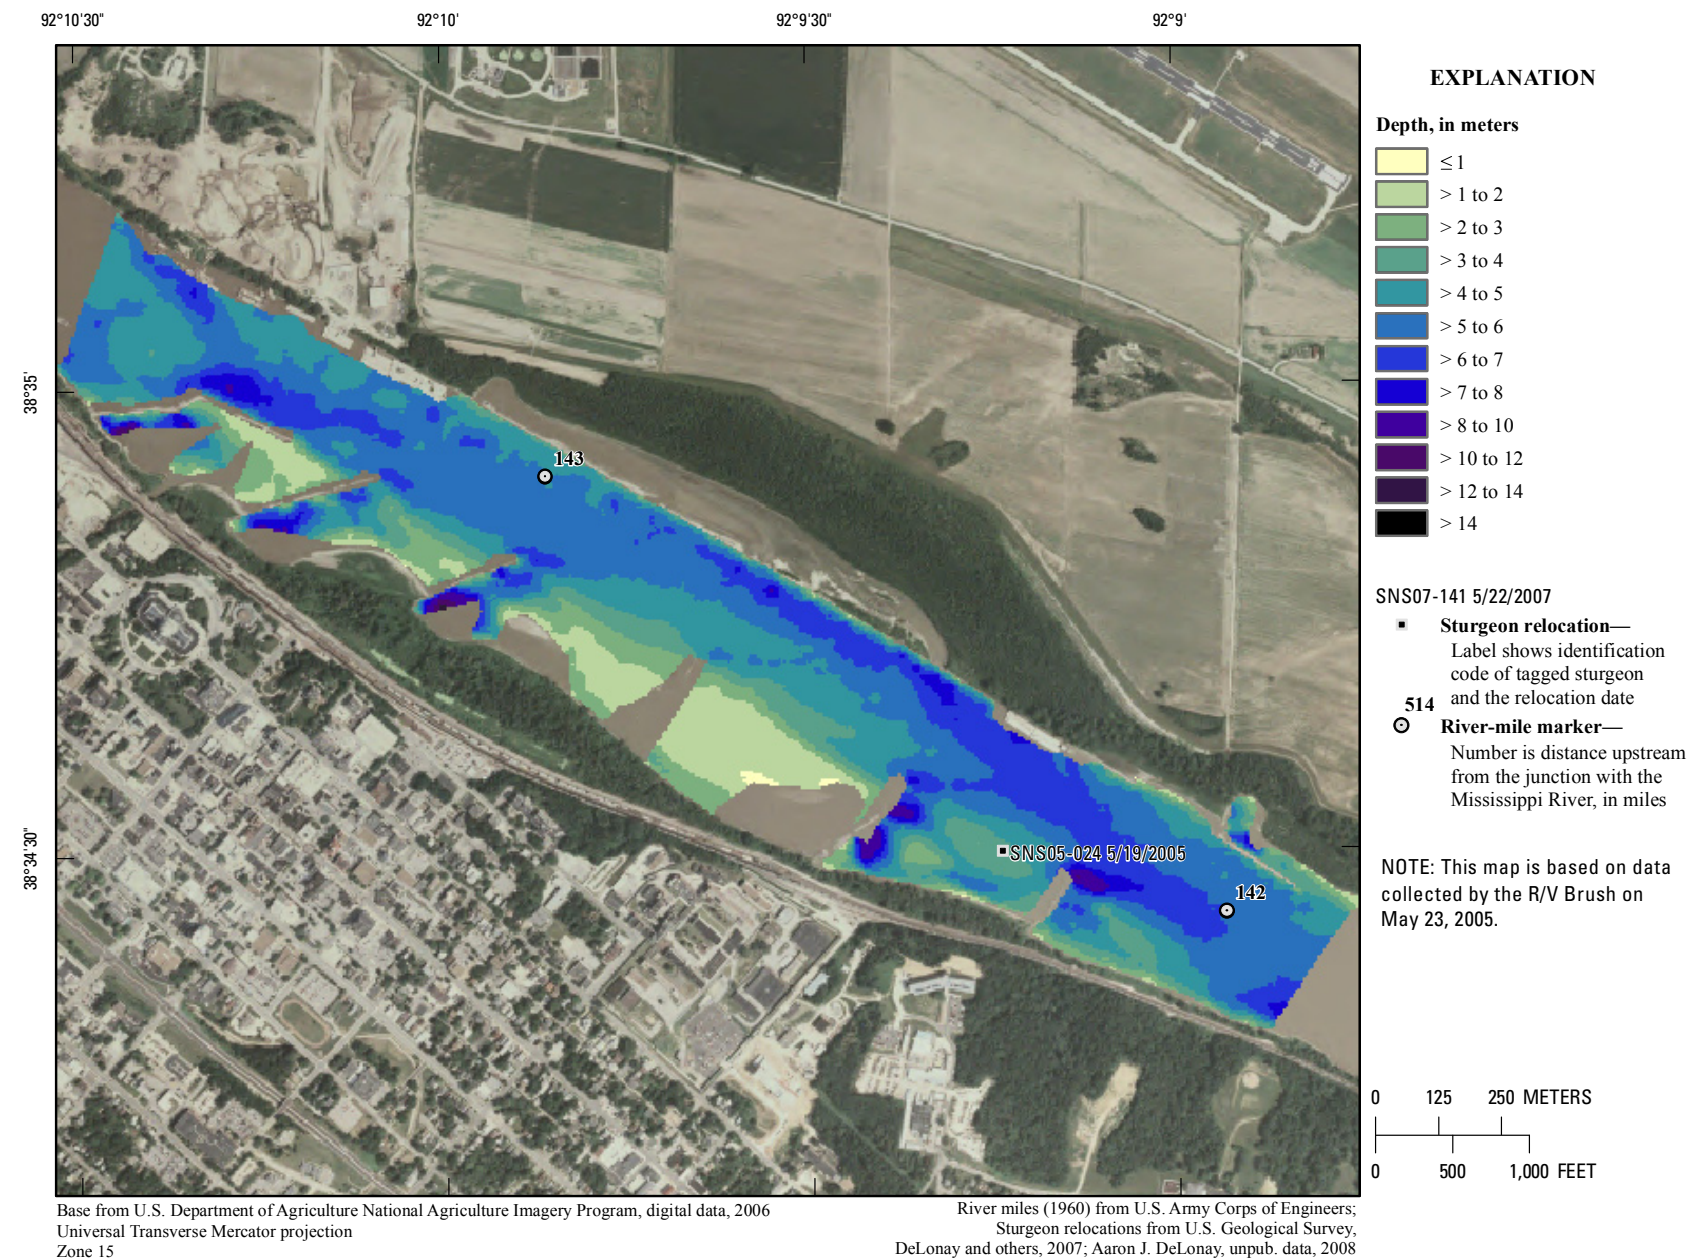 92°10'30" 92°10' 92°9'30" 92°9'
38°35'
38°34'30"
143
142
SNS05-024 5/19/2005
EXPLANATION
Depth, in meters
≤ 1
> 1 to 2
> 2 to 3
> 3 to 4
> 4 to 5
> 5 to 6
> 6 to 7
> 7 to 8
> 8 to 10
> 10 to 12
> 12 to 14
> 14
SNS07-141 5/22/2007
Sturgeon relocation—
Label shows identification
code of tagged sturgeon
and the relocation date
514
River-mile marker—
Number is distance upstream
from the junction with the
Mississippi River, in miles
NOTE: This map is based on data
collected by the R/V Brush on
May 23, 2005.
0 125 250 METERS
0 500 1,000 FEET
Base from U.S. Department of Agriculture National Agriculture Imagery Program, digital data, 2006
Universal Transverse Mercator projection
Zone 15
River miles (1960) from U.S. Army Corps of Engineers;
Sturgeon relocations from U.S. Geological Survey,
DeLonay and others, 2007; Aaron J. DeLonay, unpub. data, 2008